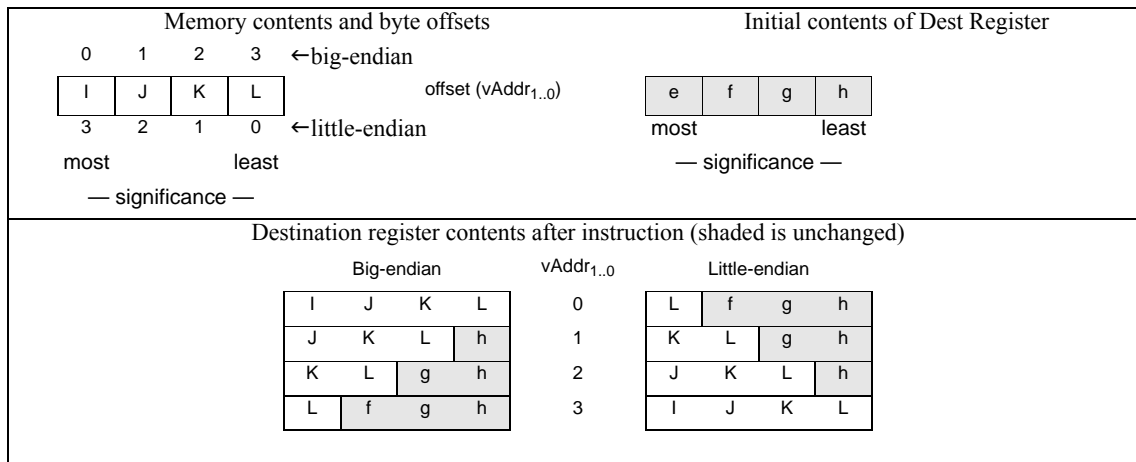 Memory contents and byte offsets
Initial contents of Dest Register
0 1 2 3 ←big-endian
I J K L
offset (vAddr1..0)
e f g h
3 2 1 0 ←little-endian
most least
most least
— significance —
— significance —
Destination register contents after instruction (shaded is unchanged)
Big-endian vAddr1..0 Little-endian
I J K L 0 L f g h
J K L h 1 K L g h
K L g h 2 J K L h
L f g h 3 I J K L